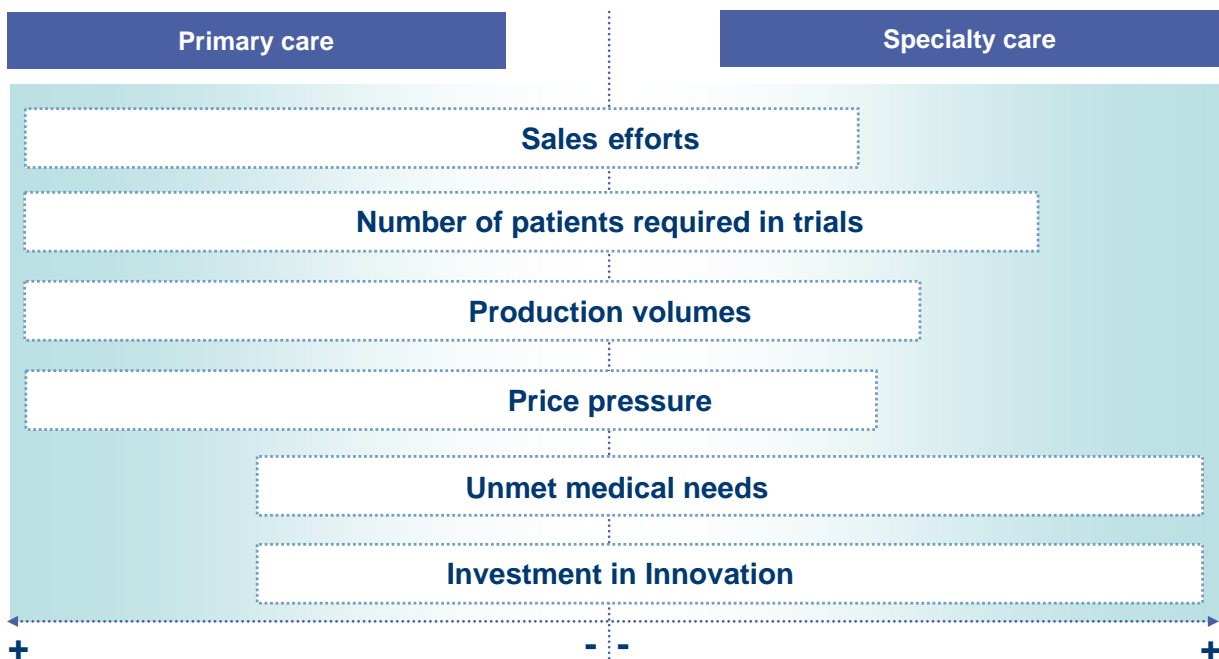 Primary care
Specialty care
Sales efforts
Number of patients required in trials
Production volumes
Price pressure
Unmet medical needs
Investment in Innovation
+ - - +